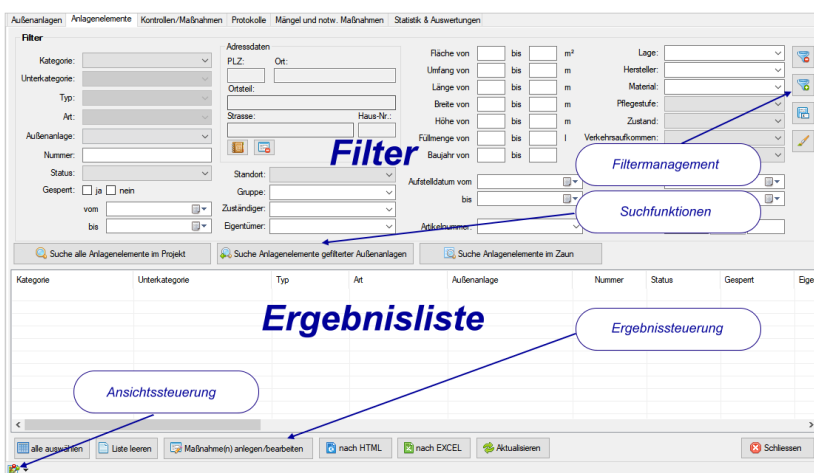 Außenanlagen Anlagenelemente Kontrollen/Maßnahmen Protokolle Mängel und notw. Maßnahmen Statistik & Auswertungen
Filter
Kategorie:
Unterkategorie:
Typ:
Art:
Außenanlage:
Nummer:
Status:
Gesperrt: ja nein
vom
bis
Adressdaten
PLZ: Ort:
Ortsteil:
Strasse: Haus-Nr.:
Standort:
Gruppe:
Zuständiger:
Eigentümer:
Fläche von bis m²
Umfang von bis m
Länge von bis m
Breite von bis m
Höhe von bis m
Füllmenge von bis l
Baujahr von bis
Aufstelldatum vom
bis
Artikelnummer:
Lage:
Hersteller:
Material:
Pflegestufe:
Zustand:
Verkehrsaufkommen:
Filter
Filtermanagement
Suchfunktionen
Suche alle Anlagenelemente im Projekt Suche Anlagenelemente gefilterter Außenanlagen Suche Anlagenelemente im Zaun
Kategorie Unterkategorie Typ Art Außenanlage Nummer Status Gesperrt Eige
Ergebnisliste
Ergebnissteuerung
Ansichtssteuerung
alle auswählen Liste leeren Maßnahme(n) anlegen/bearbeiten nach HTML nach EXCEL Aktualisieren Schliessen